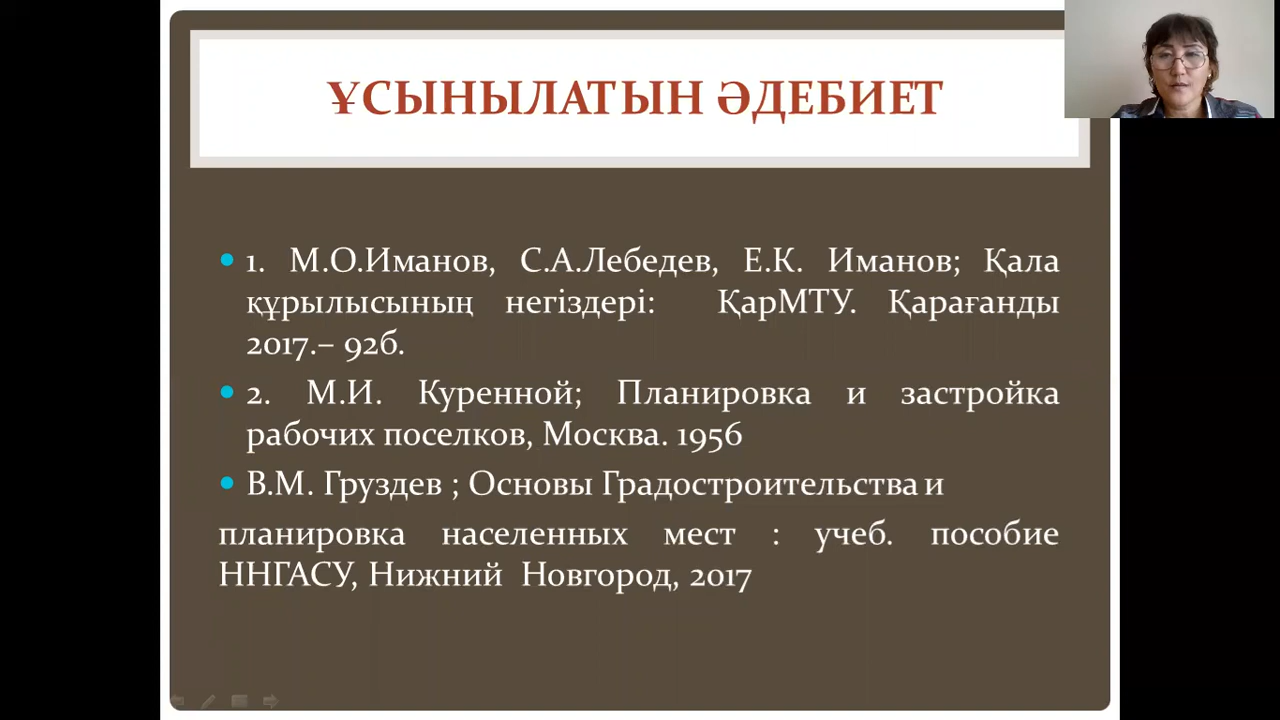 ҰСЫНЫЛАТЫН ӘДЕБИЕТ
1. М.О.Иманов, С.А.Лебедев, Е.К. Иманов; Қала
құрылысының негіздері: ҚарМТУ. Қарағанды
2017.– 92б.
2. М.И. Куренной; Планировка и застройка
рабочих поселков, Москва. 1956
В.М. Груздев ; Основы Градостроительства и
планировка населенных мест : учеб. пособие
ННГАСУ, Нижний Новгород, 2017